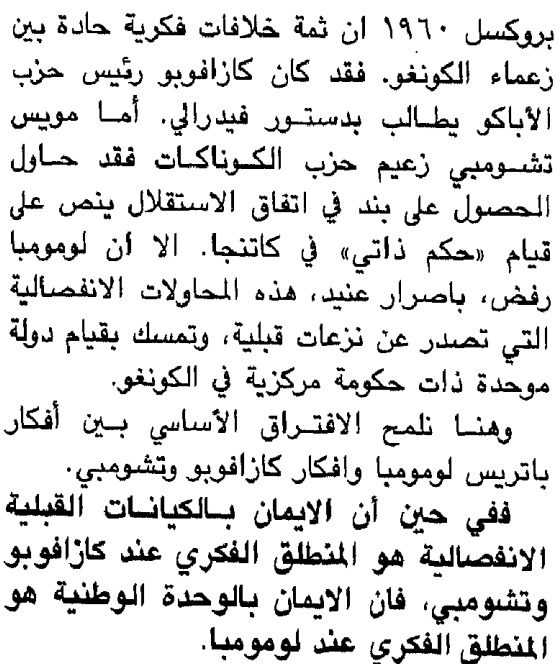 بروكسل ١٩٦٠ ان ثمة خلافات فكرية حادة بين
زعماء الكونغو. فقد كان كازافوبو رئيس حزب
الأباكو يطالب بدستور فيدرالي. أما مويس
تشومبي زعيم حزب الكوناكات فقد حاول
الحصول على بند في اتفاق الاستقلال ينص على
قيام «حكم ذاتي» في كاتنجا. الا ان لومومبا
رفض، باصرار عنيد، هذه المحاولات الانفصالية
التي تصدر عن نزعات قبلية، وتمسك بقيام دولة
موحدة ذات حكومة مركزية في الكونغو.
وهنا نلمح الافتراق الأساسي بين أفكار
باتريس لومومبا وافكار كازافوبو وتشومبي.
ففي حين أن الايمان بالكيانات القبلية
الانفصالية هو المنطلق الفكري عند كازافوبو
وتشومبي، فان الايمان بالوحدة الوطنية هو
المنطلق الفكري عند لومومبا.